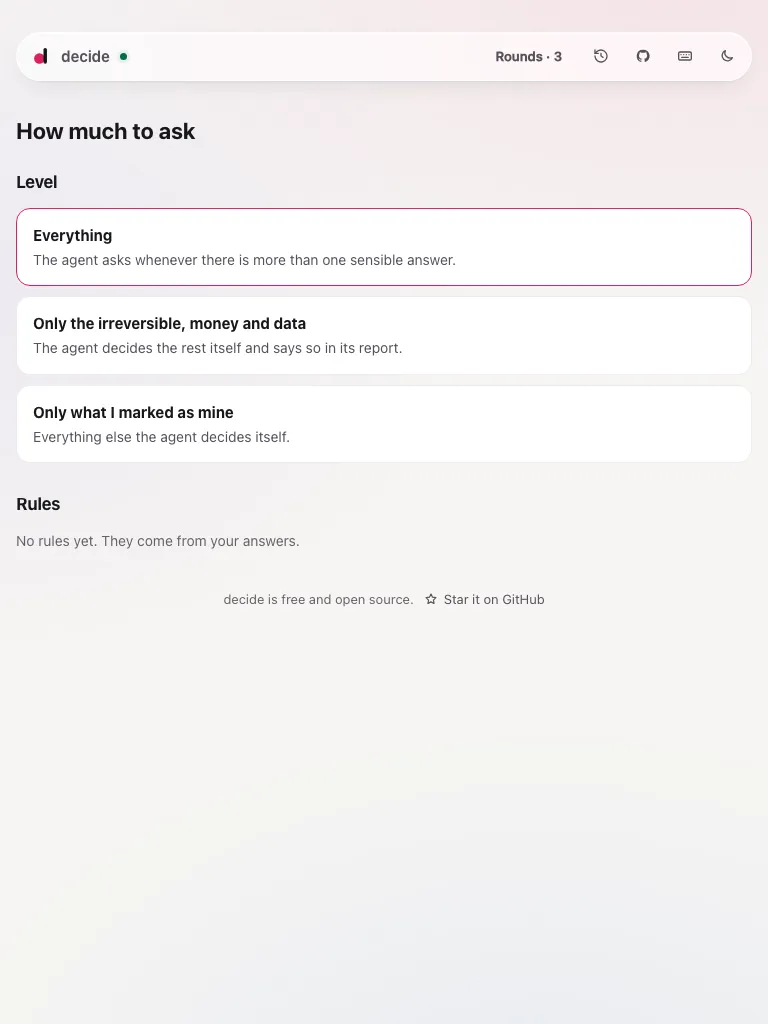 decide
Rounds · 3
How much to ask
Level
Everything
The agent asks whenever there is more than one sensible answer.
Only the irreversible, money and data
The agent decides the rest itself and says so in its report.
Only what I marked as mine
Everything else the agent decides itself.
Rules
No rules yet. They come from your answers.
decide is free and open source. Star it on GitHub